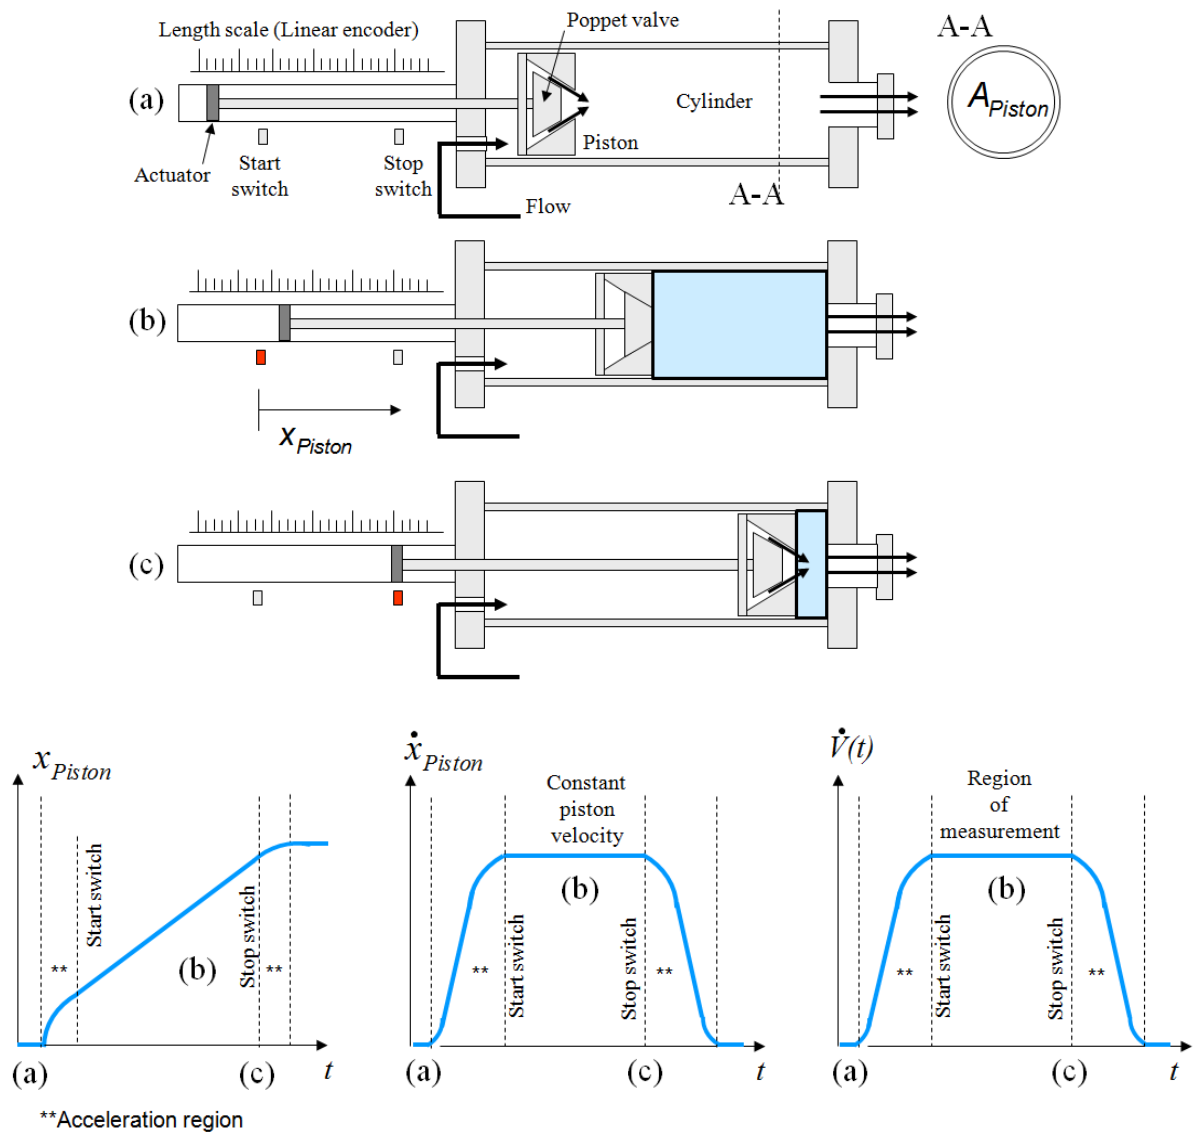 Length scale (Linear encoder)
Poppet valve
A-A
(a)
Cylinder
A_Piston
Piston
Actuator
Start
switch
Stop
switch
A-A
Flow
(b)
x_Piston
(c)
x_Piston
Start switch
Stop switch
**
(b)
**
(a)
(c)
t
ẋ_Piston
Constant
piston
velocity
(b)
**
Start switch
Stop switch
**
(a)
(c)
t
V̇(t)
Region
of
measurement
(b)
**
Start switch
Stop switch
**
(a)
(c)
t
**Acceleration region